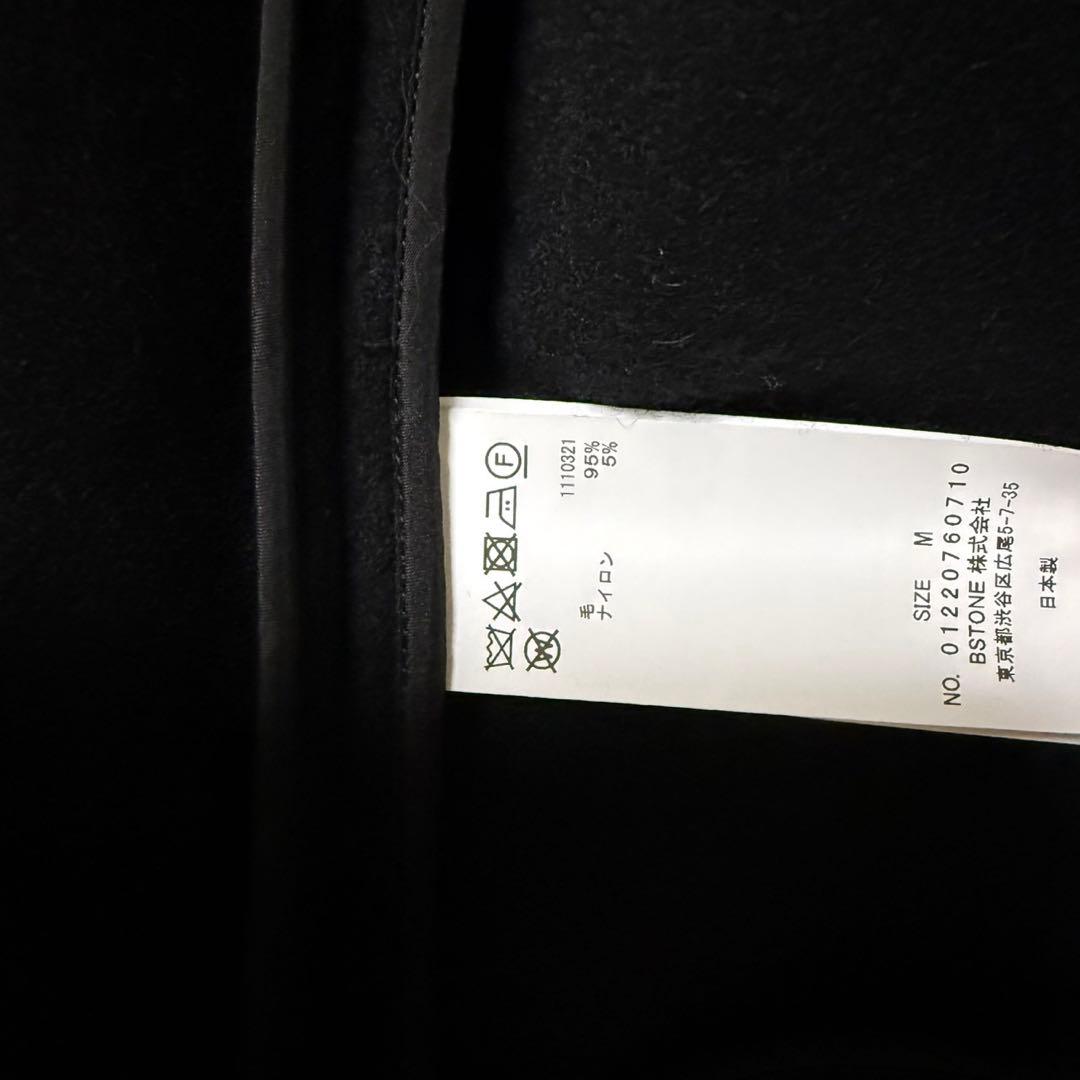 F
W
1110321
毛 95%
ナイロン 5%
SIZE M
NO. 01220760710
BSTONE 株式会社
東京都渋谷区広尾5-7-35
日本製